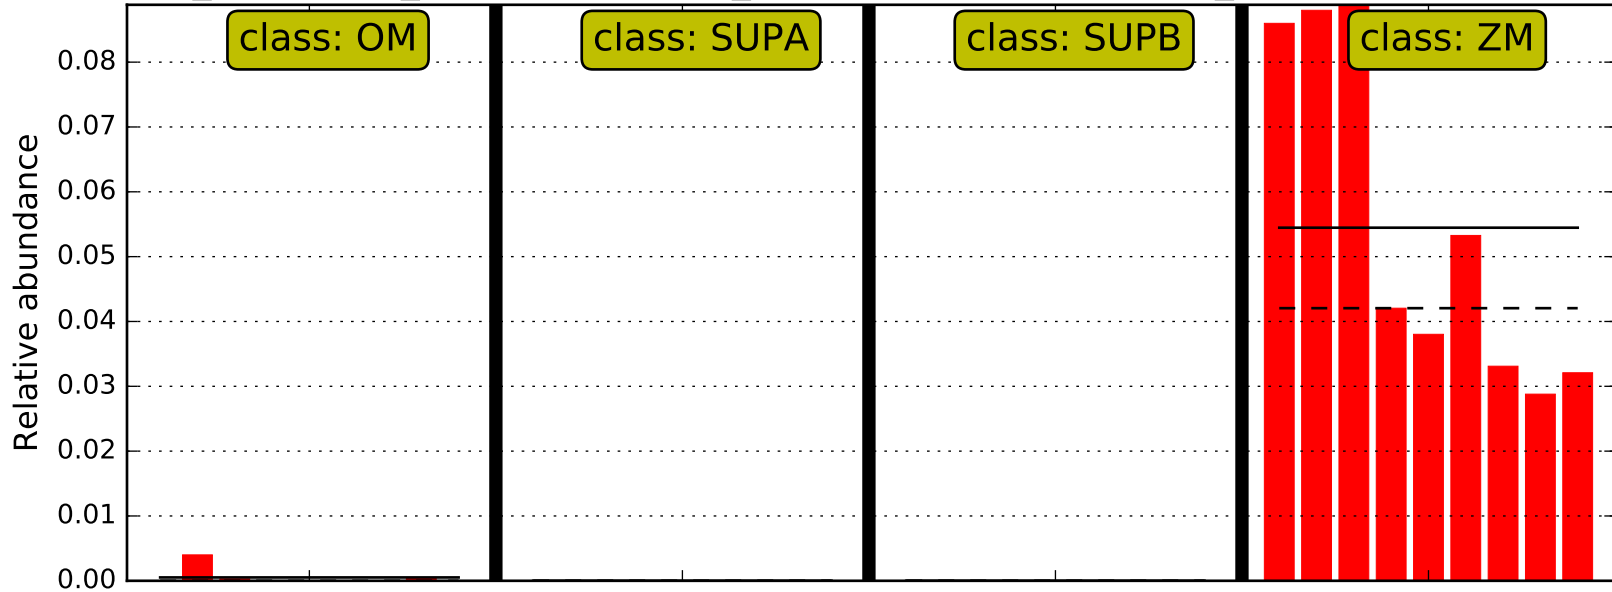 class: OM
class: SUPA
class: SUPB
class: ZM
Relative abundance
0.08
0.07
0.06
0.05
0.04
0.03
0.02
0.01
0.00